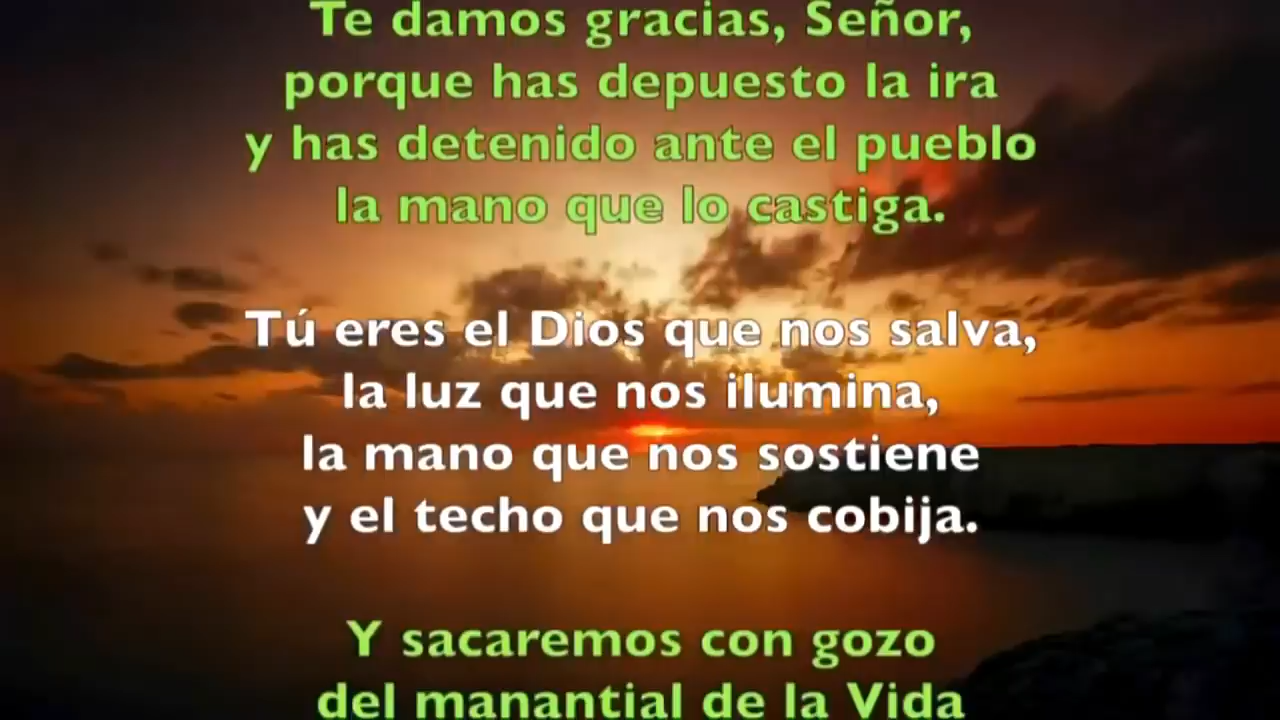 Te damos gracias, Señor,
porque has depuesto la ira
y has detenido ante el pueblo
la mano que lo castiga.
Tú eres el Dios que nos salva,
la luz que nos ilumina,
la mano que nos sostiene
y el techo que nos cobija.
Y sacaremos con gozo
del manantial de la Vida